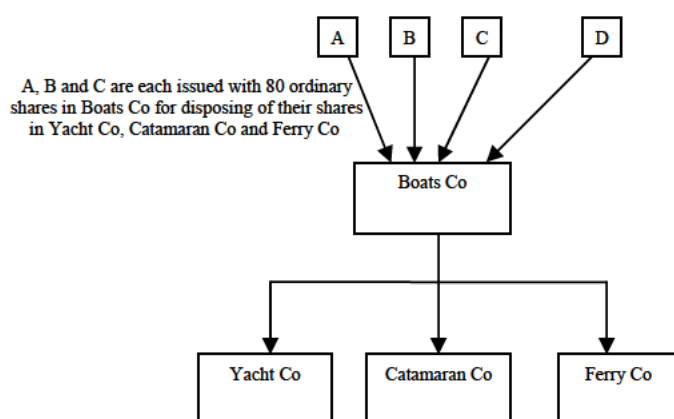 A B C D
A, B and C are each issued with 80 ordinary
shares in Boats Co for disposing of their shares
in Yacht Co, Catamaran Co and Ferry Co
Boats Co
Yacht Co Catamaran Co Ferry Co